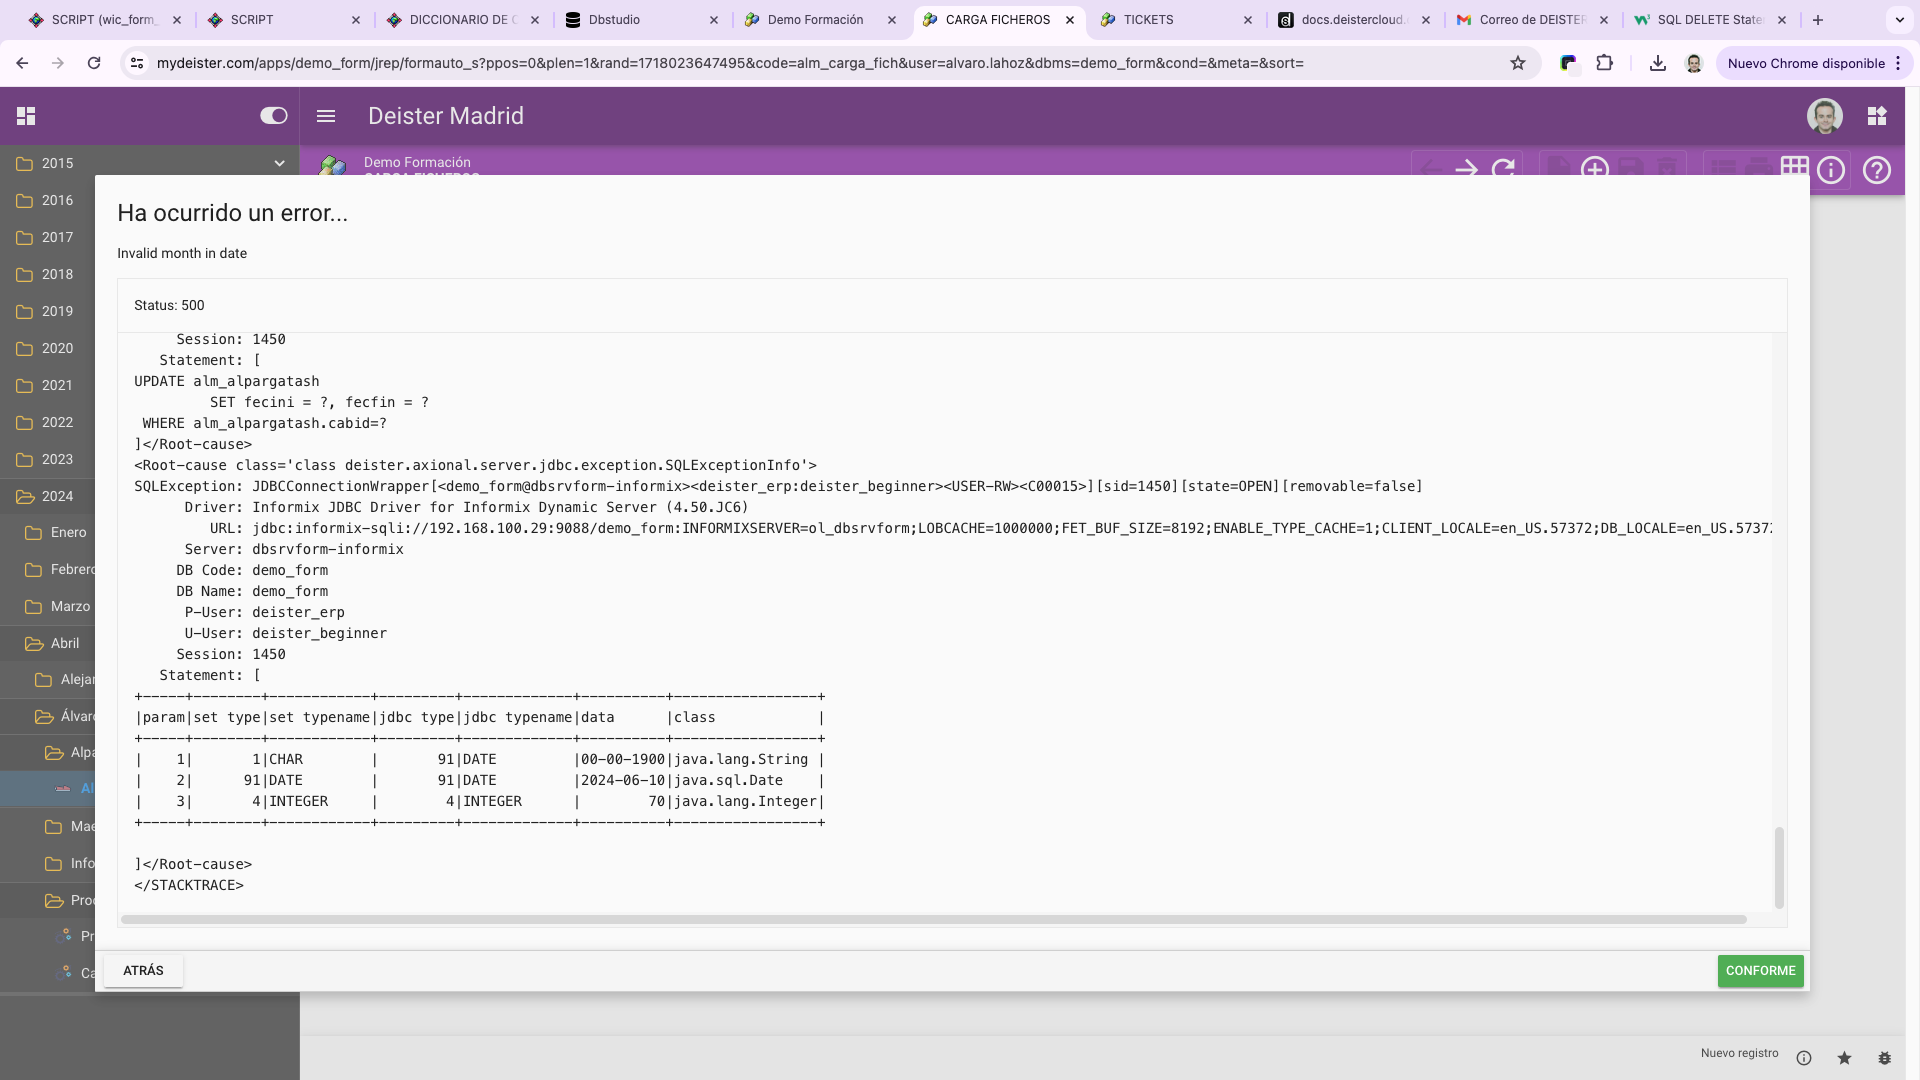 SCRIPT (wic_form_
SCRIPT
DICCIONARIO DE C
Dbstudio
Demo Formación
CARGA FICHEROS
TICKETS
docs.deistercloud.
Correo de DEISTER
SQL DELETE State
mydeister.com/apps/demo_form/jrep/formauto_s?ppos=0&plen=1&rand=1718023647495&code=alm_carga_fich&user=alvaro.lahoz&dbms=demo_form&cond=&meta=&sort=
Nuevo Chrome disponible
Deister Madrid
Demo Formación
CARGA FICHEROS
2015
2016
2017
2018
2019
2020
2021
2022
2023
2024
Enero
Febrero
Marzo
Abril
Alejan
Álvaro
Alpa
Al
Mae
Info
Proc
Pr
Ca
Ha ocurrido un error...
Invalid month in date
Status: 500
Session: 1450
Statement: [
UPDATE alm_alpargatash
SET fecini = ?, fecfin = ?
WHERE alm_alpargatash.cabid=?
]</Root-cause>
<Root-cause class='class deister.axional.server.jdbc.exception.SQLExceptionInfo'>
SQLException: JDBCConnectionWrapper[<demo_form@dbsrvform-informix><deister_erp:deister_beginner><USER-RW><C00015>][sid=1450][state=OPEN][removable=false]
Driver: Informix JDBC Driver for Informix Dynamic Server (4.50.JC6)
URL: jdbc:informix-sqli://192.168.100.29:9088/demo_form:INFORMIXSERVER=ol_dbsrvform;LOBCACHE=1000000;FET_BUF_SIZE=8192;ENABLE_TYPE_CACHE=1;CLIENT_LOCALE=en_US.57372;DB_LOCALE=en_US.57372
Server: dbsrvform-informix
DB Code: demo_form
DB Name: demo_form
P-User: deister_erp
U-User: deister_beginner
Session: 1450
Statement: [
+-----+--------+------------+---------+-------------+----------+-----------------+
|param|set type|set typename|jdbc type|jdbc typename|data      |class            |
+-----+--------+------------+---------+-------------+----------+-----------------+
|    1|       1|CHAR        |       91|DATE         |00-00-1900|java.lang.String |
|    2|      91|DATE        |       91|DATE         |2024-06-10|java.sql.Date    |
|    3|       4|INTEGER     |        4|INTEGER      |        70|java.lang.Integer|
+-----+--------+------------+---------+-------------+----------+-----------------+
]</Root-cause>
</STACKTRACE>
ATRÁS
CONFORME
Nuevo registro